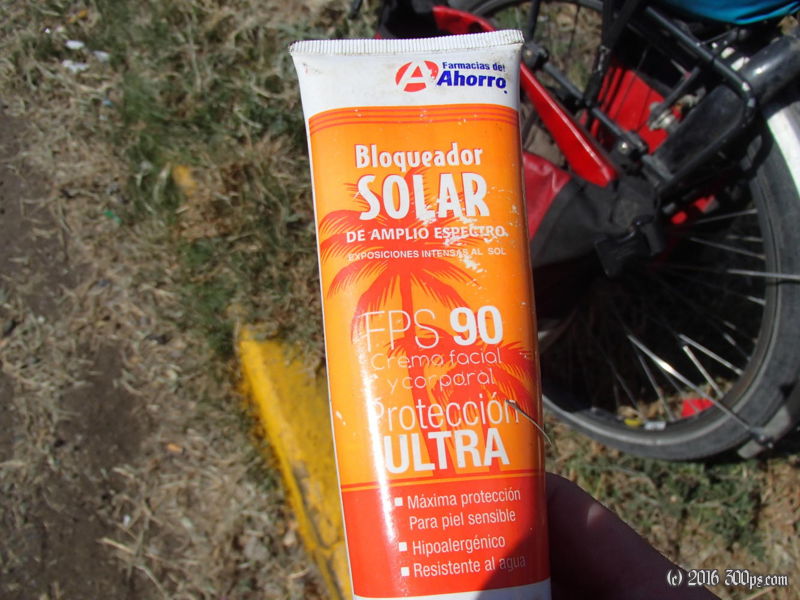 Farmacias del
Ahorro
Bloqueador
SOLAR
DE AMPLIO ESPECTRO
EXPOSICIONES INTENSAS AL SOL
FPS 90
Crema facial
y corporal
Protección
ULTRA
Máxima protección
Para piel sensible
Hipoalergénico
Resistente al agua
(c) 2016 300ps.com